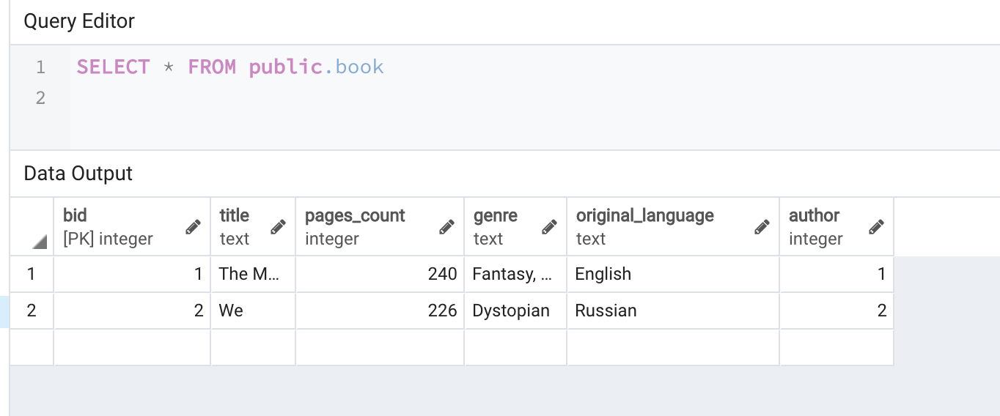 Query Editor
1 SELECT * FROM public.book
2
Data Output
bid title pages_count genre original_language author
[PK] integer text integer text text integer
1 1 The M... 240 Fantasy, ... English 1
2 2 We 226 Dystopian Russian 2